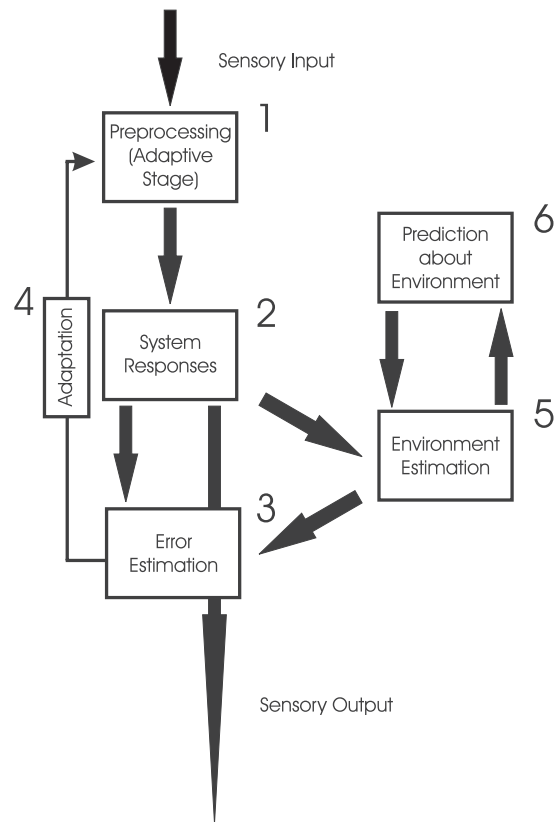 Sensory Input
1
Preprocessing
(Adaptive
Stage)
6
Prediction
about
Environment
4
Adaptation
2
System
Responses
5
Environment
Estimation
3
Error
Estimation
Sensory Output